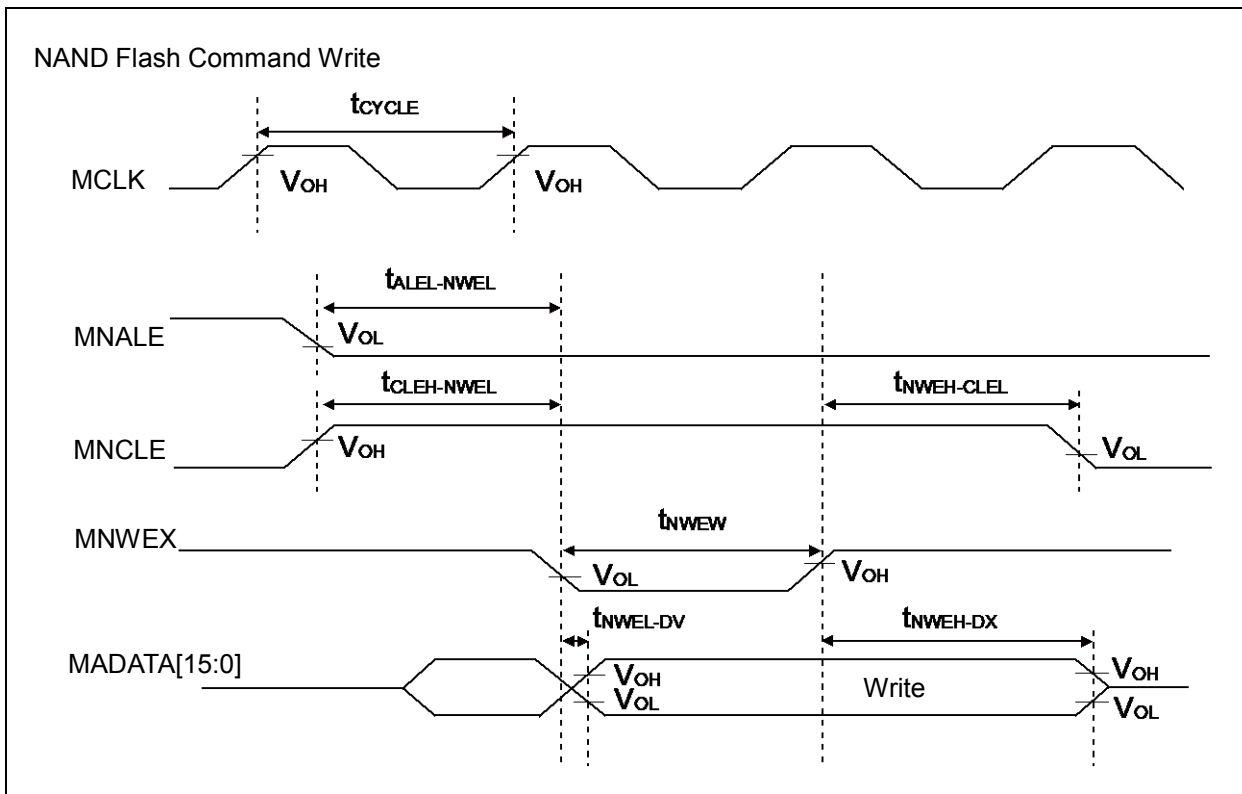 NAND Flash Command Write
tCYCLE
MCLK
VOH
VOH
tALEL-NWEL
MNALE
VOL
tCLEH-NWEL
tNWEH-CLEL
MNCLE
VOH
VOL
tNWEW
MNWEX
VOL
VOH
tNWEL-DV
tNWEH-DX
MADATA[15:0]
VOH
VOH
Write
VOL
VOL